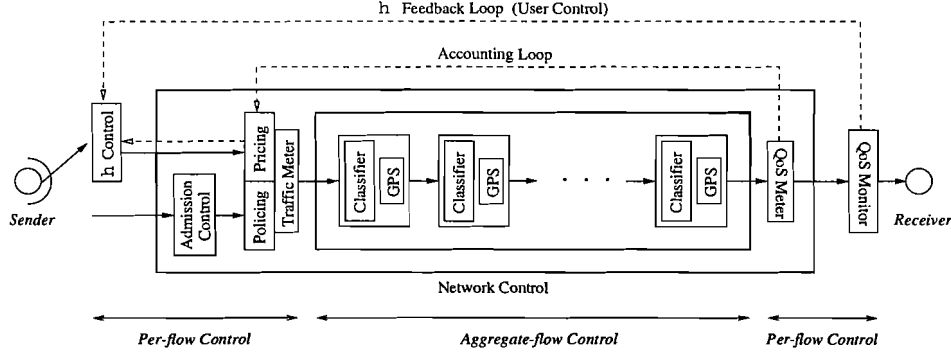 h Feedback Loop (User Control)
Accounting Loop
h Control
Pricing
Policing
Traffic Meter
Admission
Control
Classifier
GPS
Classifier
GPS
. . . .
Classifier
GPS
QoS Meter
QoS Monitor
Sender
Receiver
Network Control
Per-flow Control
Aggregate-flow Control
Per-flow Control